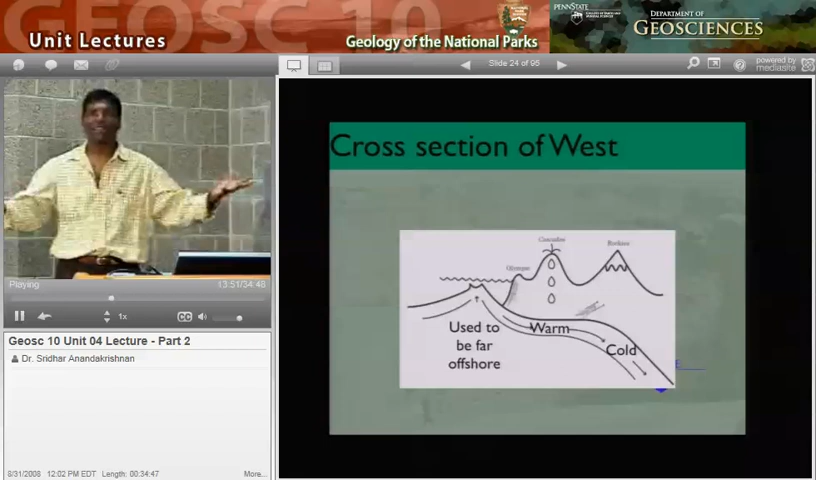 GEOSC 10
Unit Lectures
Geology of the National Parks
PENNSTATE
DEPARTMENT OF
GEOSCIENCES
Slide 24 of 95
powered by
mediasite
Cross section of West
Cascades
Olympic
Rockies
Used to
be far
offshore
Warm
Cold
E
Playing
13:51/34:48
1x
CC
Geosc 10 Unit 04 Lecture - Part 2
Dr. Sridhar Anandakrishnan
8/31/2008 12:02 PM EDT Length: 00:34:47
More...